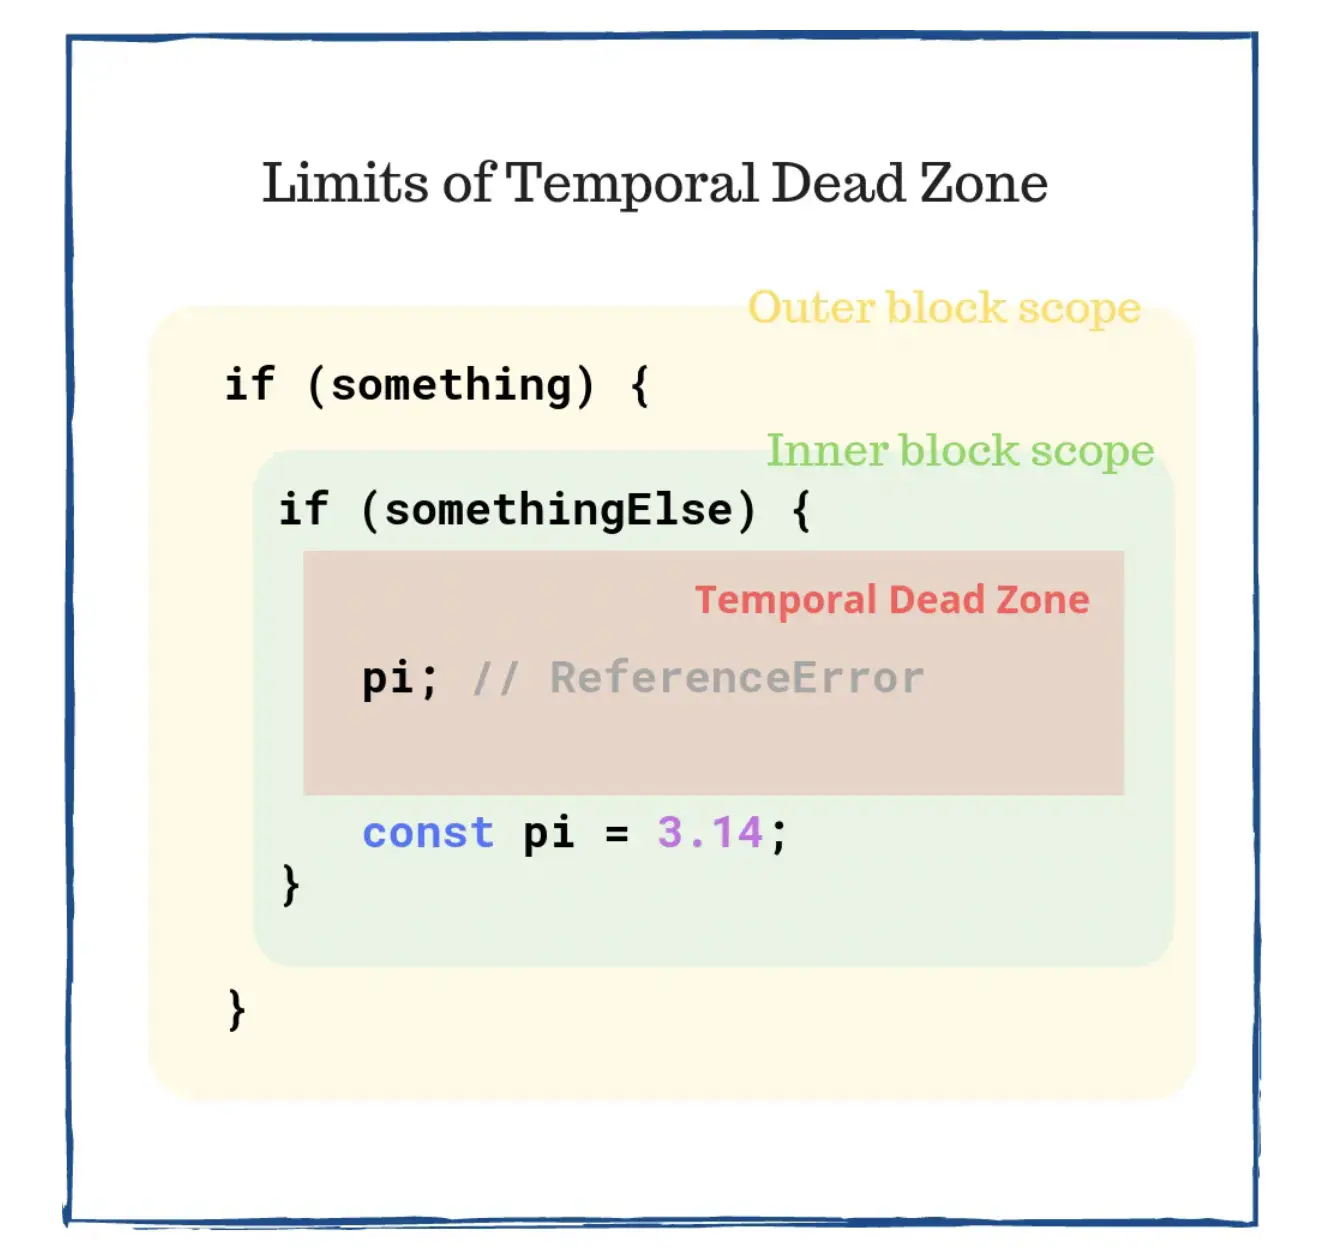 Limits of Temporal Dead Zone
Outer block scope
if (something) {
Inner block scope
if (somethingElse) {
Temporal Dead Zone
pi; // ReferenceError
const pi = 3.14;
}
}